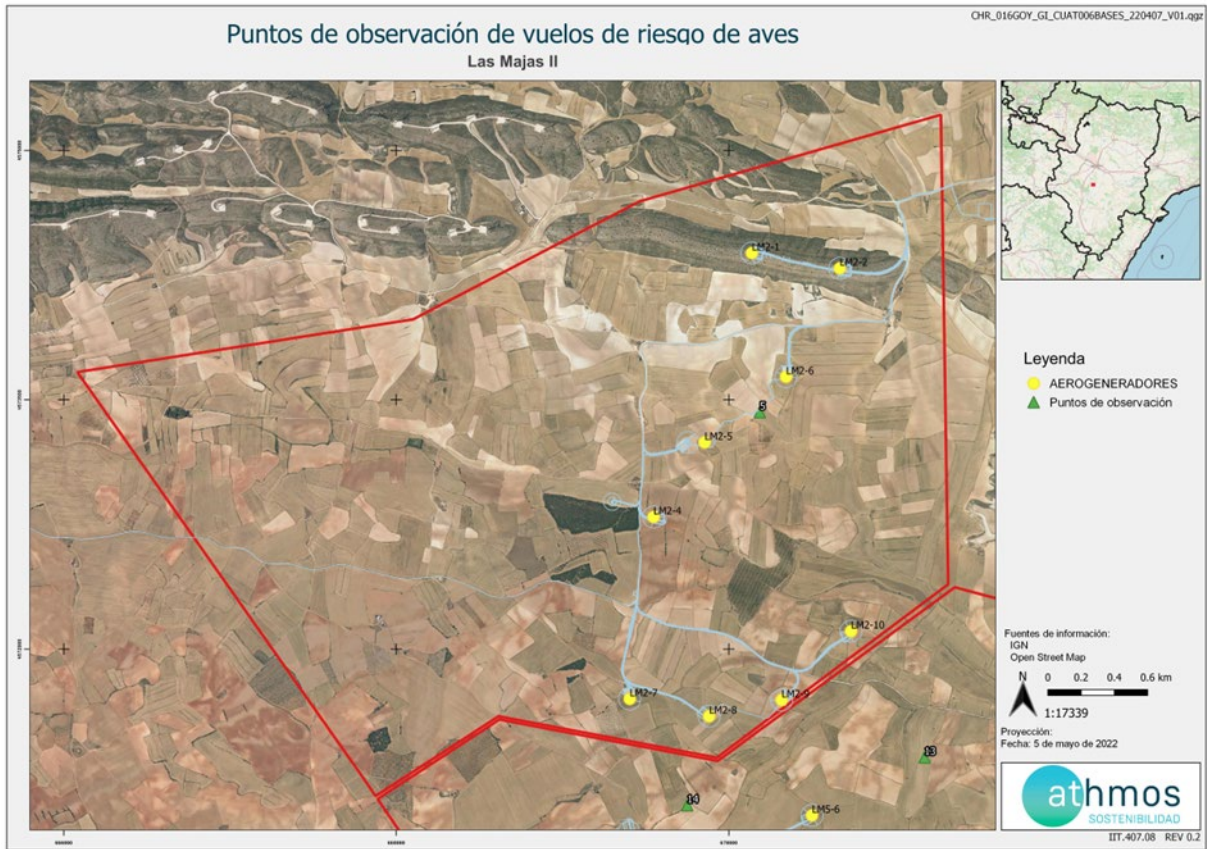 CHR_016GOY_GI_CUAT006BASES_220407_V01.qgz
Puntos de observación de vuelos de riesgo de aves
Las Majas II
LM2-1
LM2-2
LM2-6
5
LM2-5
LM2-4
LM2-10
LM2-7
LM2-9
LM2-8
13
14
LM5-6
Leyenda
AEROGENERADORES
Puntos de observación
Fuentes de información:
IGN
Open Street Map
N
0 0.2 0.4 0.6 km
1:17339
Proyección:
Fecha: 5 de mayo de 2022
athmos
SOSTENIBILIDAD
IIT.407.08 REV 0.2